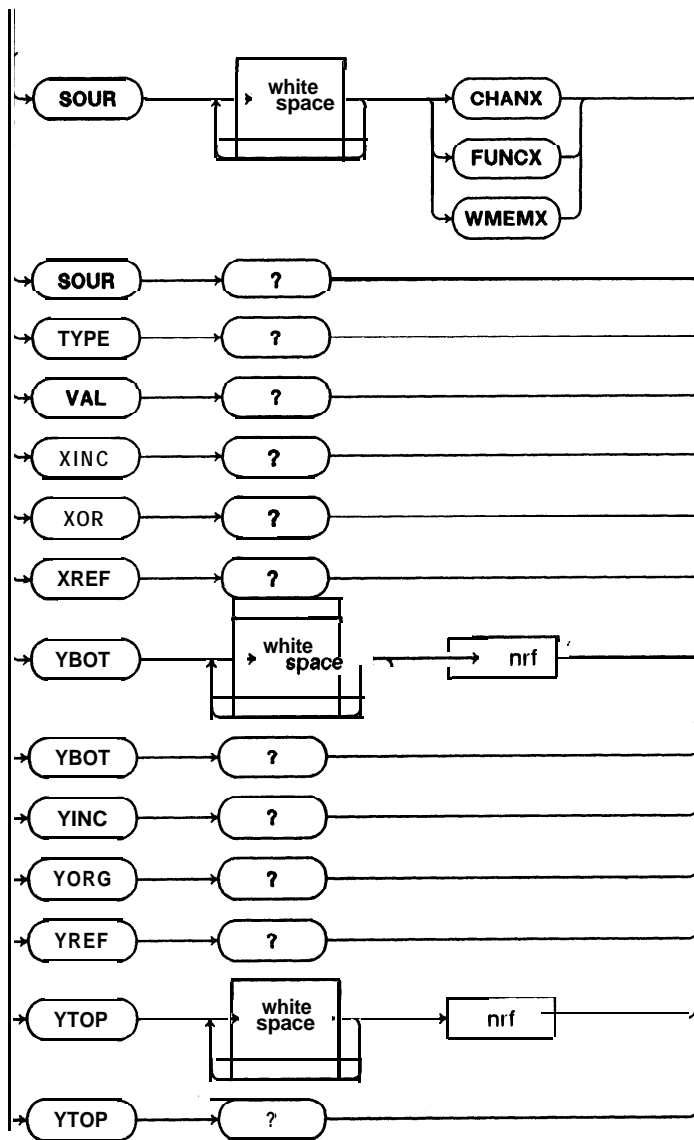 SOUR white space CHANX
FUNCX
WMEMX
SOUR ?
TYPE ?
VAL ?
XINC ?
XOR ?
XREF ?
YBOT white space nrf
YBOT ?
YINC ?
YORG ?
YREF ?
YTOP white space nrf
YTOP ?